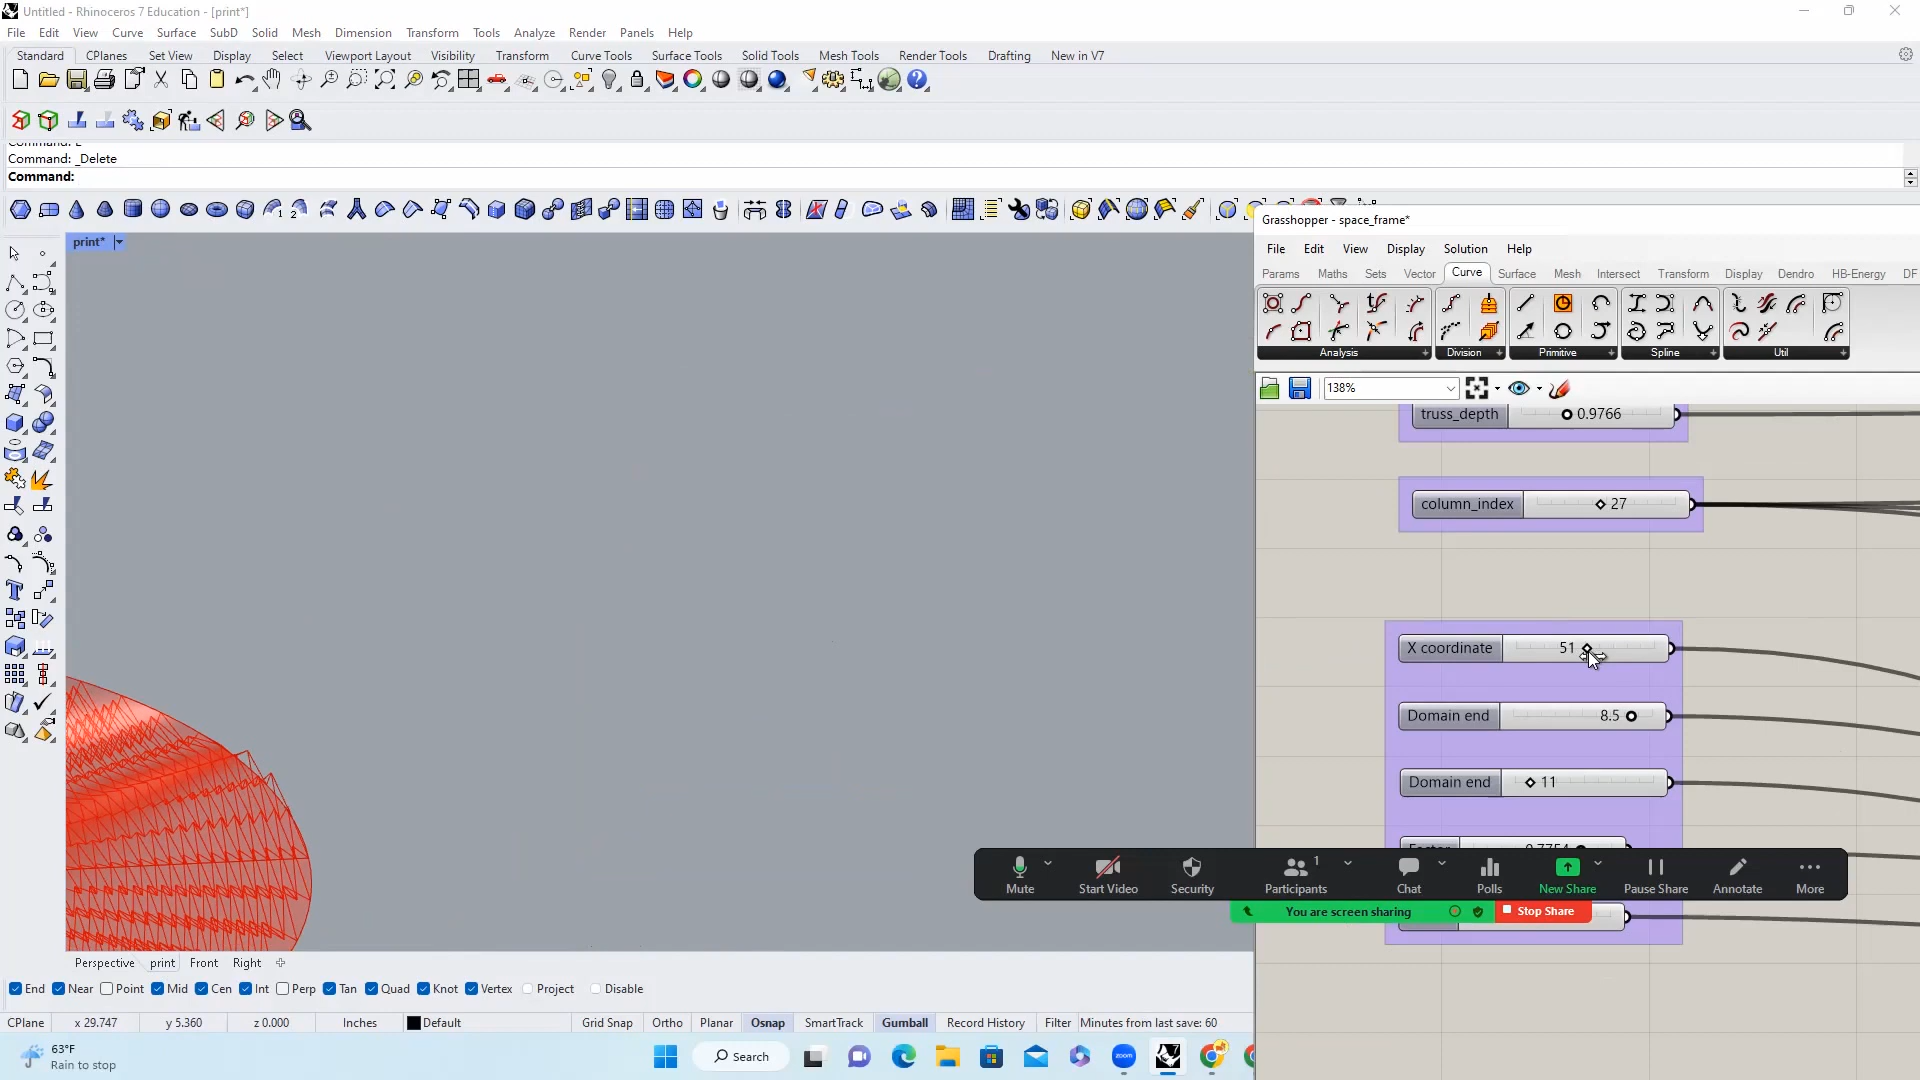 Untitled - Rhinoceros 7 Education - [print*]
File Edit View Curve Surface SubD Solid Mesh Dimension Transform Tools Analyze Render Panels Help
Standard CPlanes Set View Display Select Viewport Layout Visibility Transform Curve Tools Surface Tools Solid Tools Mesh Tools Render Tools Drafting New in V7
Command: _Delete
Command:
print*
Grasshopper - space_frame*
File Edit View Display Solution Help
Params Maths Sets Vector Curve Surface Mesh Intersect Transform Display Dendro HB-Energy DF
Analysis Division Primitive Spline Util
138%
truss_depth 0.9766
column_index 27
X coordinate 51
Domain end 8.5
Domain end 11
Mute Start Video Security Participants 1 Chat Polls New Share Pause Share Annotate More
You are screen sharing Stop Share
Perspective print Front Right
End Near Point Mid Cen Int Perp Tan Quad Knot Vertex Project Disable
CPlane x 29.747 y 5.360 z 0.000 Inches Default Grid Snap Ortho Planar Osnap SmartTrack Gumball Record History Filter Minutes from last save: 60
63°F
Rain to stop
Search
zoom